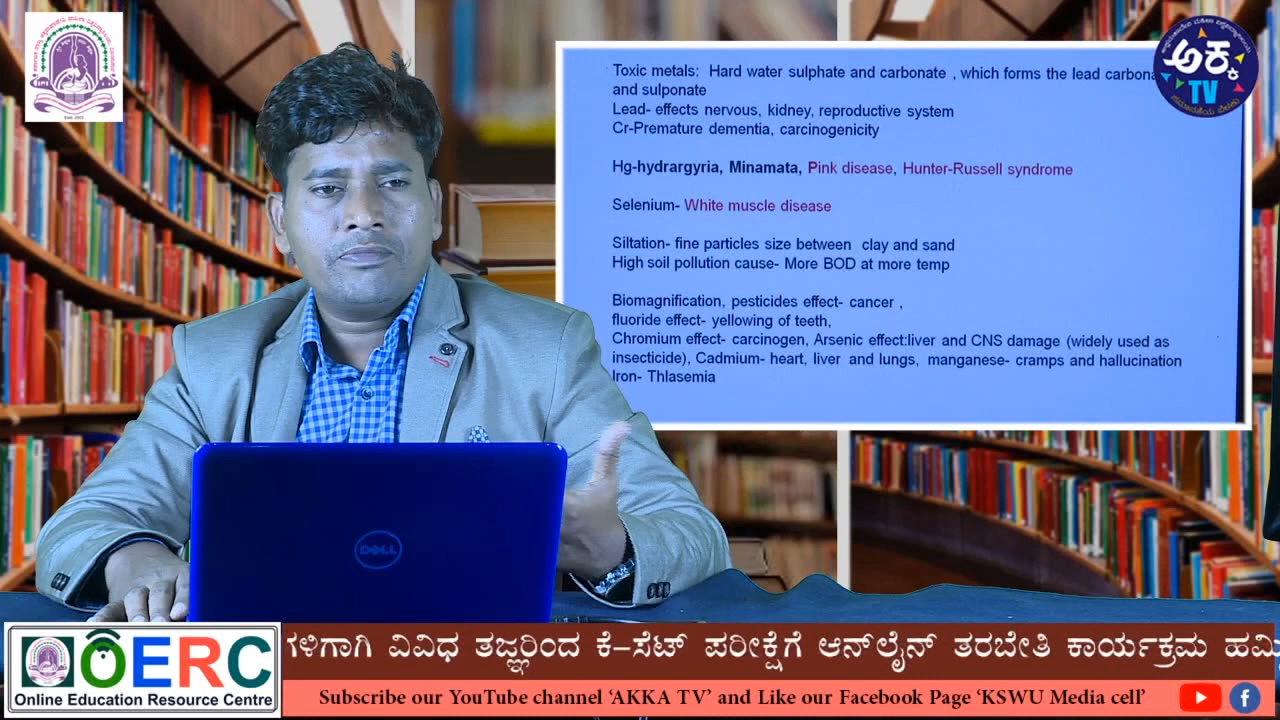 ಅಕ್ಕ
TV
Toxic metals: Hard water sulphate and carbonate , which forms the lead carbona
and sulponate
Lead- effects nervous, kidney, reproductive system
Cr-Premature dementia, carcinogenicity
Hg-hydrargyria, Minamata, Pink disease, Hunter-Russell syndrome
Selenium- White muscle disease
Siltation- fine particles size between clay and sand
High soil pollution cause- More BOD at more temp
Biomagnification, pesticides effect- cancer ,
fluoride effect- yellowing of teeth,
Chromium effect- carcinogen, Arsenic effect:liver and CNS damage (widely used as
insecticide), Cadmium- heart, liver and lungs, manganese- cramps and hallucination
Iron- Thlasemia
DELL
OERC
Online Education Resource Centre
ಗಳಿಗಾಗಿ ವಿವಿಧ ತಜ್ಞರಿಂದ ಕೆ-ಸೆಟ್ ಪರೀಕ್ಷೆಗೆ ಆನ್‌ಲೈನ್ ತರಬೇತಿ ಕಾರ್ಯಕ್ರಮ ಹಮ್ಮಿ
Subscribe our YouTube channel ‘AKKA TV’ and Like our Facebook Page ‘KSWU Media cell’